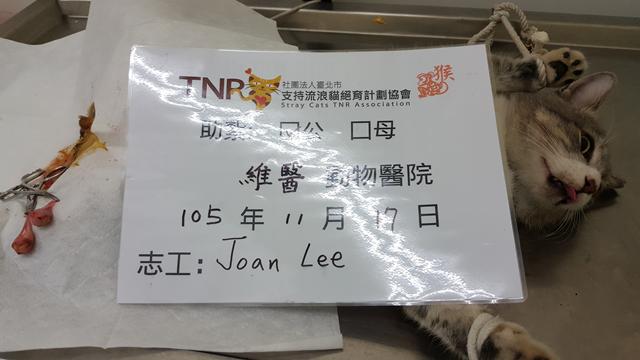 TNR 社團法人臺北市
支持流浪貓絕育計劃協會
Stray Cats TNR Association
猴
助紮: ☑公 □母
維醫 動物醫院
105 年 11 月 17 日
志工: Joan Lee